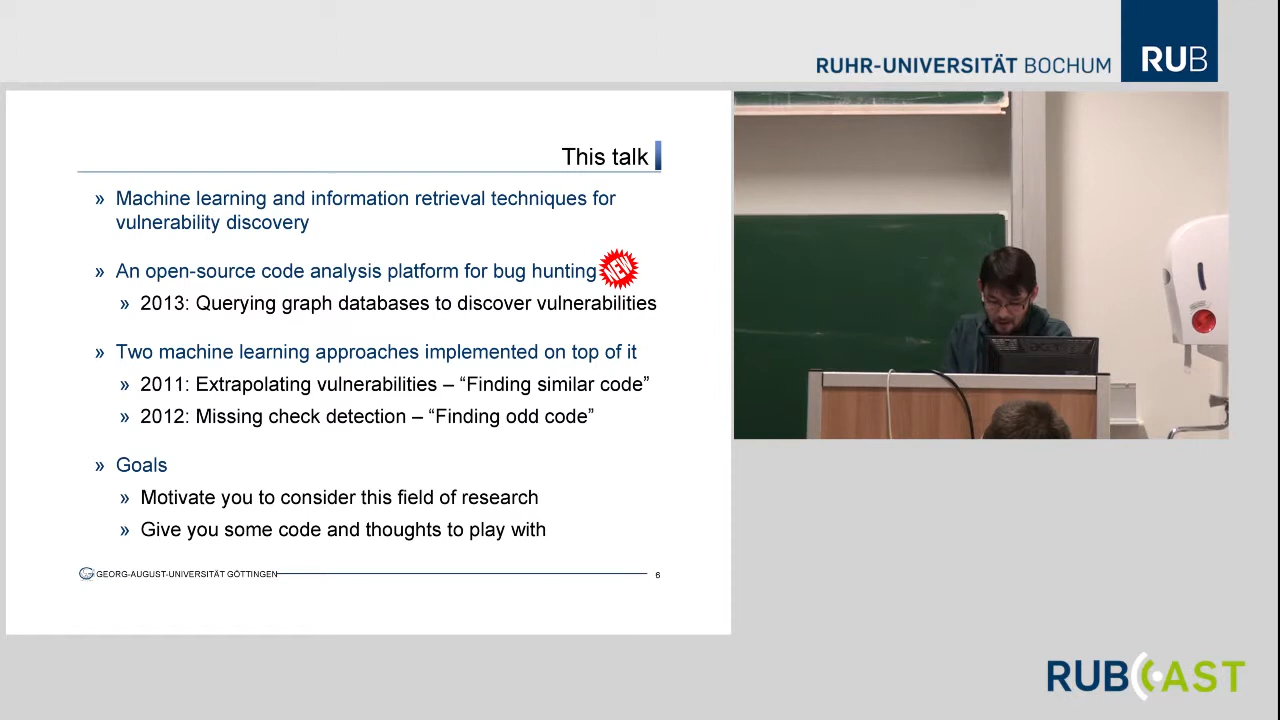 RUHR-UNIVERSITÄT BOCHUM
RUB
This talk
» Machine learning and information retrieval techniques for
vulnerability discovery
» An open-source code analysis platform for bug hunting NEW
» 2013: Querying graph databases to discover vulnerabilities
» Two machine learning approaches implemented on top of it
» 2011: Extrapolating vulnerabilities – “Finding similar code”
» 2012: Missing check detection – “Finding odd code”
» Goals
» Motivate you to consider this field of research
» Give you some code and thoughts to play with
GEORG-AUGUST-UNIVERSITÄT GÖTTINGEN
6
RUBCAST